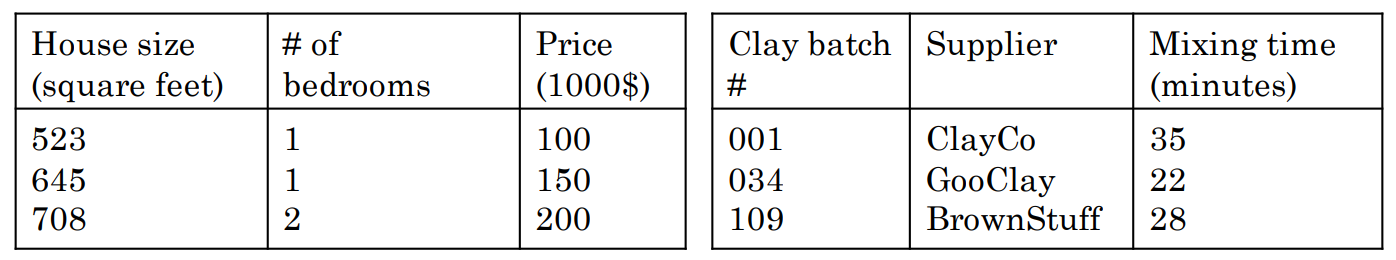 House size # of Price
(square feet) bedrooms (1000$)
523 1 100
645 1 150
708 2 200
Clay batch Supplier Mixing time
# (minutes)
001 ClayCo 35
034 GooClay 22
109 BrownStuff 28